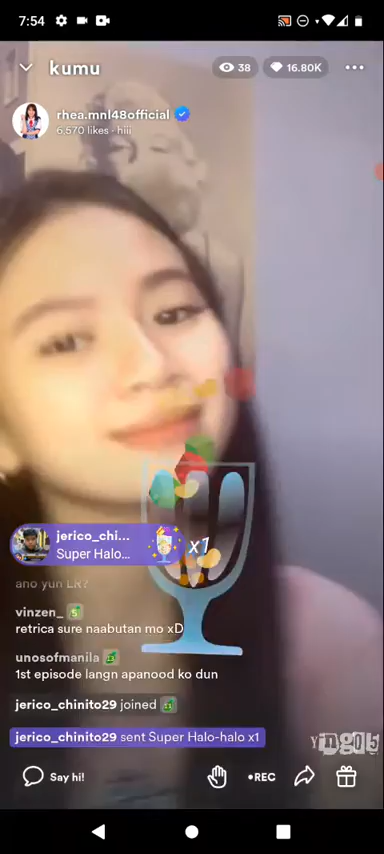 7:54
kumu
38
16.80K
rhea.mnl48official
6,570 likes · hiii
jerico_chi...
Super Halo...
x1
ano yun LR?
vinzen_
retrica sure naabutan mo xD
unosofmanila
1st episode langn apanood ko dun
jerico_chinito29 joined
jerico_chinito29 sent Super Halo-halo x1
Say hi!
•REC